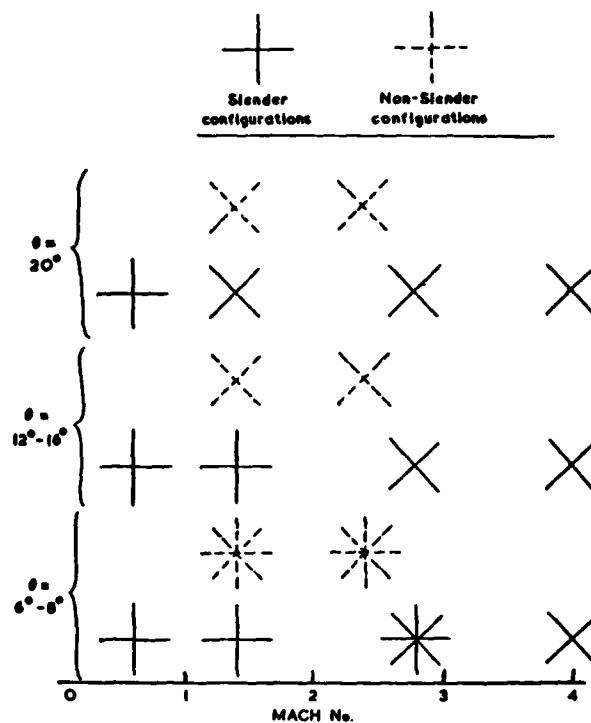 Slender configurations
Non-Slender configurations
θ = 20°
θ = 12°-16°
θ = 6°-8°
0 1 2 3 4
MACH No.